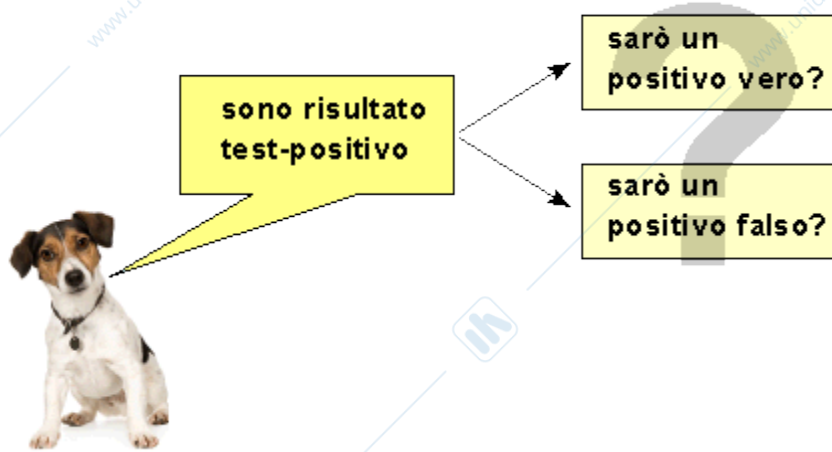 sono risultato
test-positivo
sarò un
positivo vero?
sarò un
positivo falso?
?